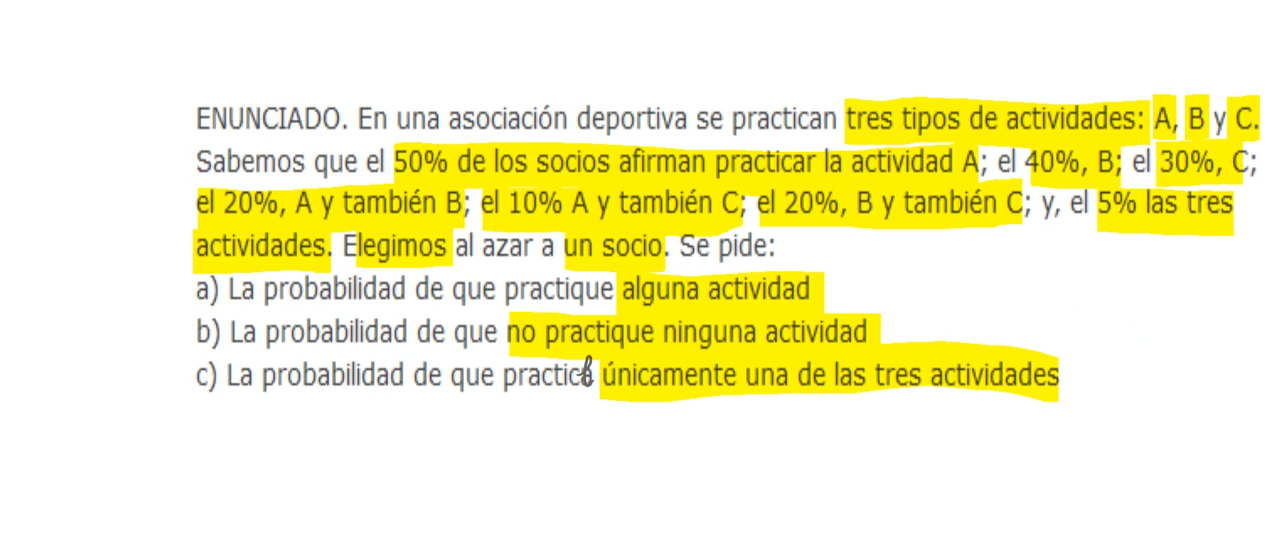 ENUNCIADO. En una asociación deportiva se practican tres tipos de actividades: A, B y C.
Sabemos que el 50% de los socios afirman practicar la actividad A; el 40%, B; el 30%, C;
el 20%, A y también B; el 10% A y también C; el 20%, B y también C; y, el 5% las tres
actividades. Elegimos al azar a un socio. Se pide:
a) La probabilidad de que practique alguna actividad
b) La probabilidad de que no practique ninguna actividad
c) La probabilidad de que únicamente una de las tres actividades